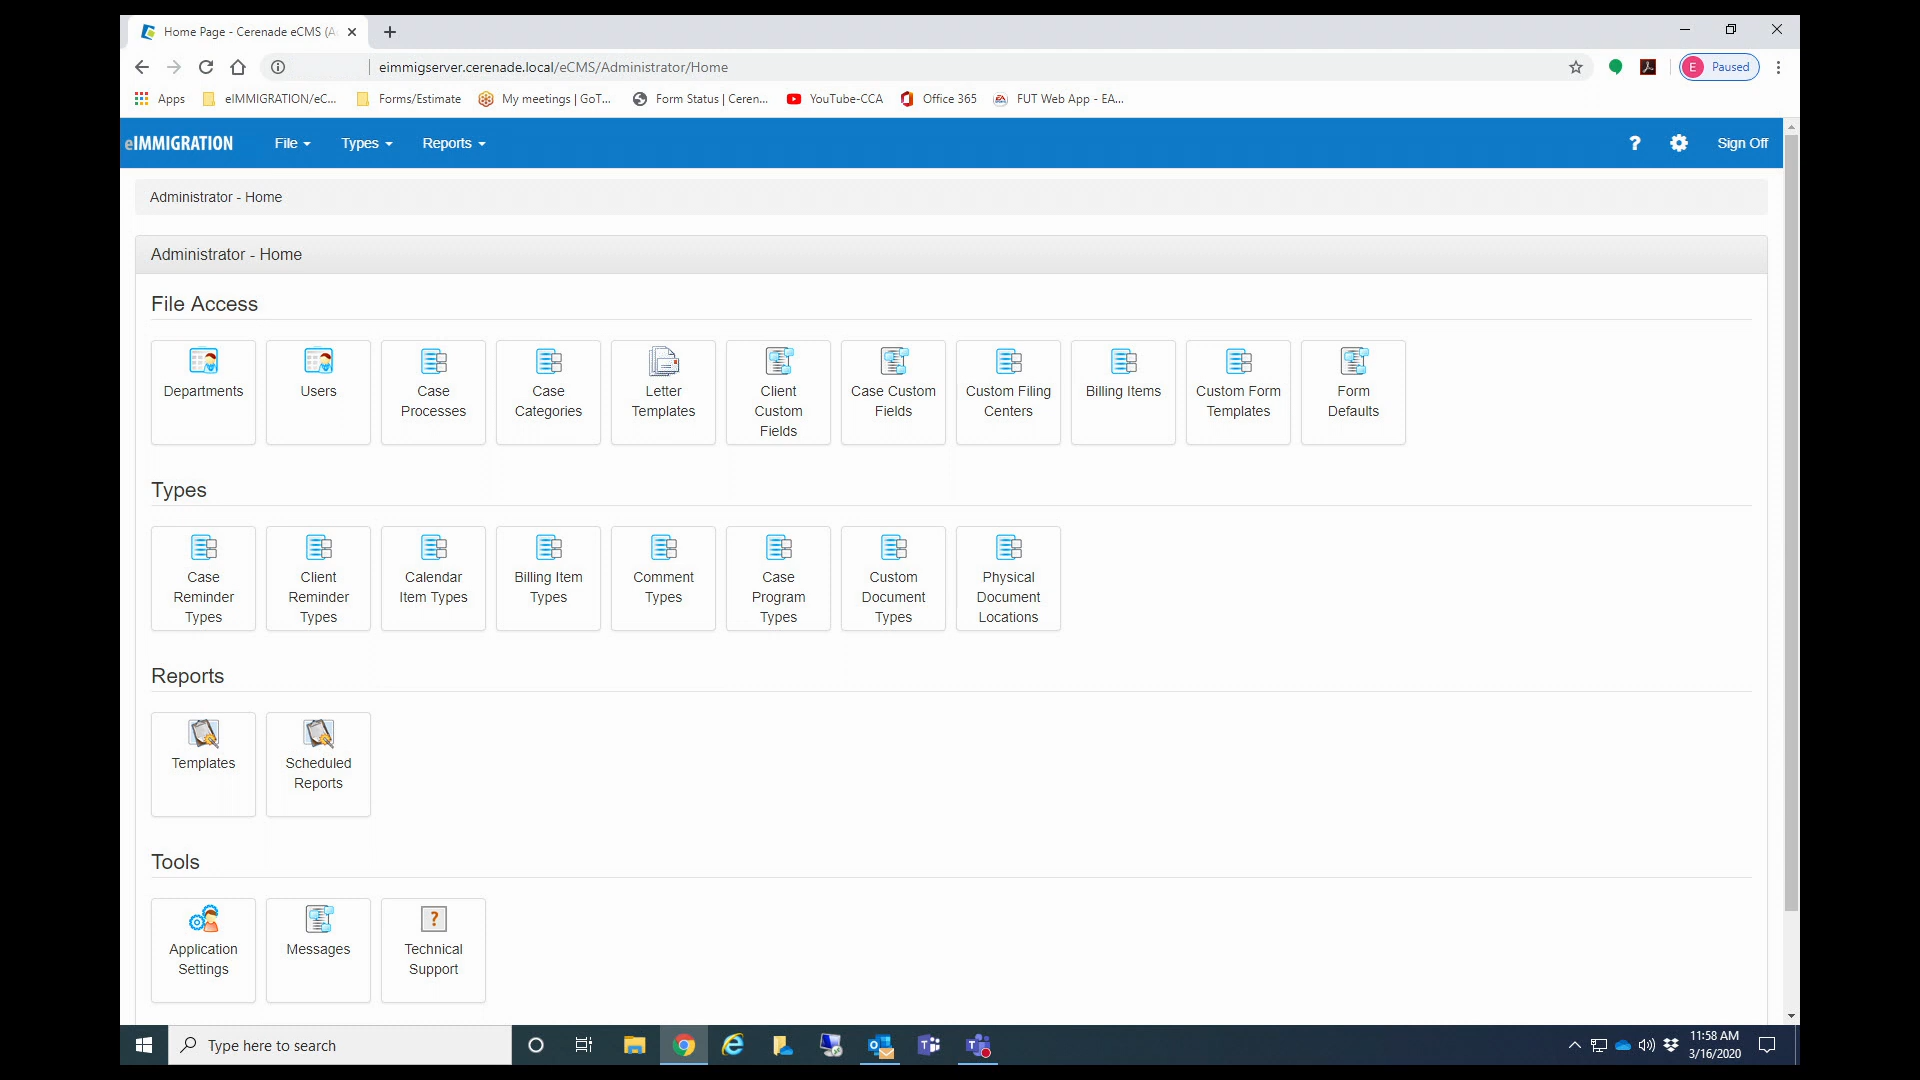 Home Page - Cerenade eCMS (A
eimmigserver.cerenade.local/eCMS/Administrator/Home
E Paused
Apps eIMMIGRATION/eC... Forms/Estimate My meetings | GoT... Form Status | Ceren... YouTube-CCA Office 365 FUT Web App - EA...
eIMMIGRATION File Types Reports ? Sign Off
Administrator - Home
Administrator - Home
File Access
Departments
Users
Case
Processes
Case
Categories
Letter
Templates
Client
Custom
Fields
Case Custom
Fields
Custom Filing
Centers
Billing Items
Custom Form
Templates
Form
Defaults
Types
Case
Reminder
Types
Client
Reminder
Types
Calendar
Item Types
Billing Item
Types
Comment
Types
Case
Program
Types
Custom
Document
Types
Physical
Document
Locations
Reports
Templates
Scheduled
Reports
Tools
Application
Settings
Messages
?
Technical
Support
Type here to search
11:58 AM
3/16/2020